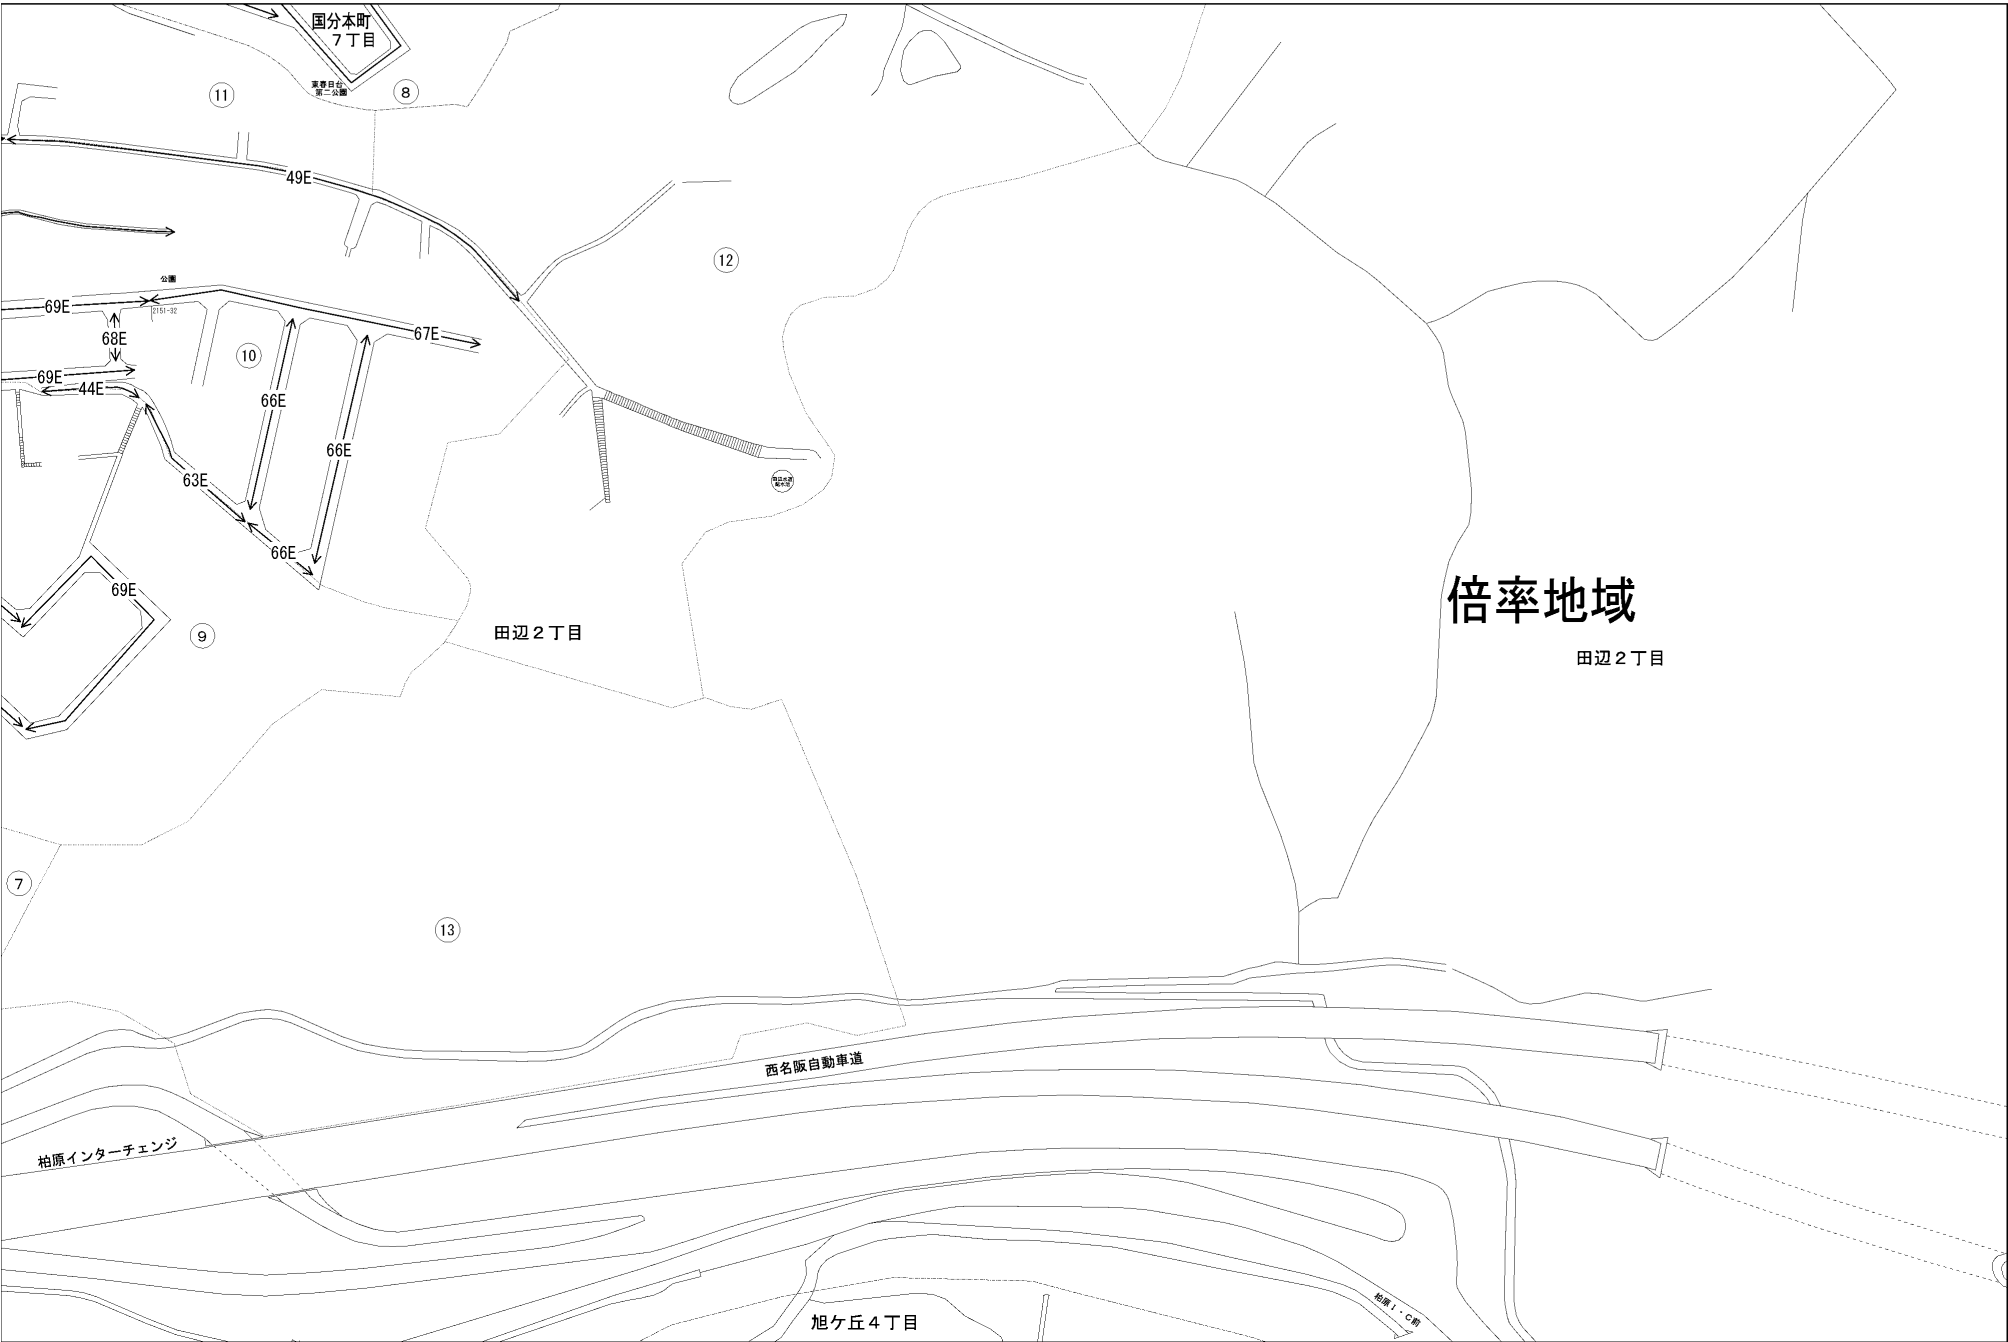 国分本町
７丁目
東春日台
第二公園
8
11
49E
12
公園
69E
2151-32
67E
68E
10
69E
44E
66E
66E
63E
66E
69E
9
田辺２丁目
倍率地域
田辺２丁目
7
13
西名阪自動車道
柏原インターチェンジ
柏原Ｉ・Ｃ前
旭ケ丘４丁目